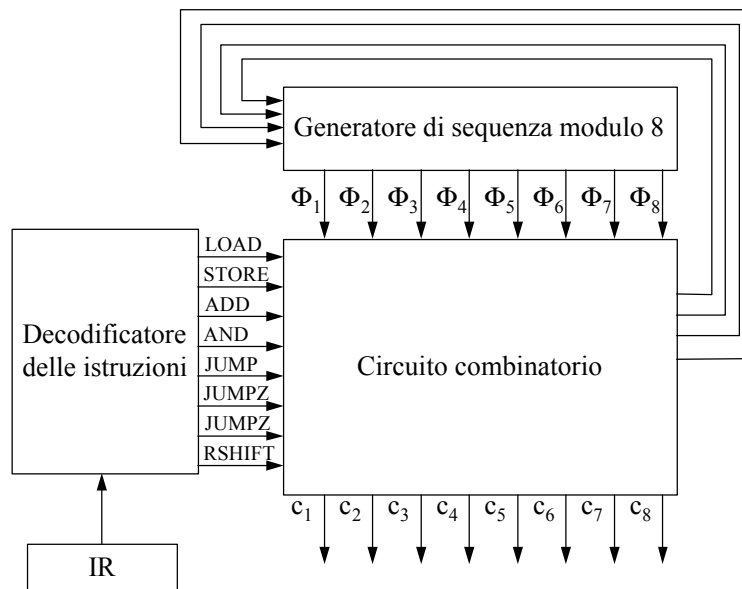 Generatore di sequenza modulo 8
Φ1 Φ2 Φ3 Φ4 Φ5 Φ6 Φ7 Φ8
Decodificatore
delle istruzioni
LOAD
STORE
ADD
AND
JUMP
JUMPZ
JUMPZ
RSHIFT
Circuito combinatorio
c1 c2 c3 c4 c5 c6 c7 c8
IR